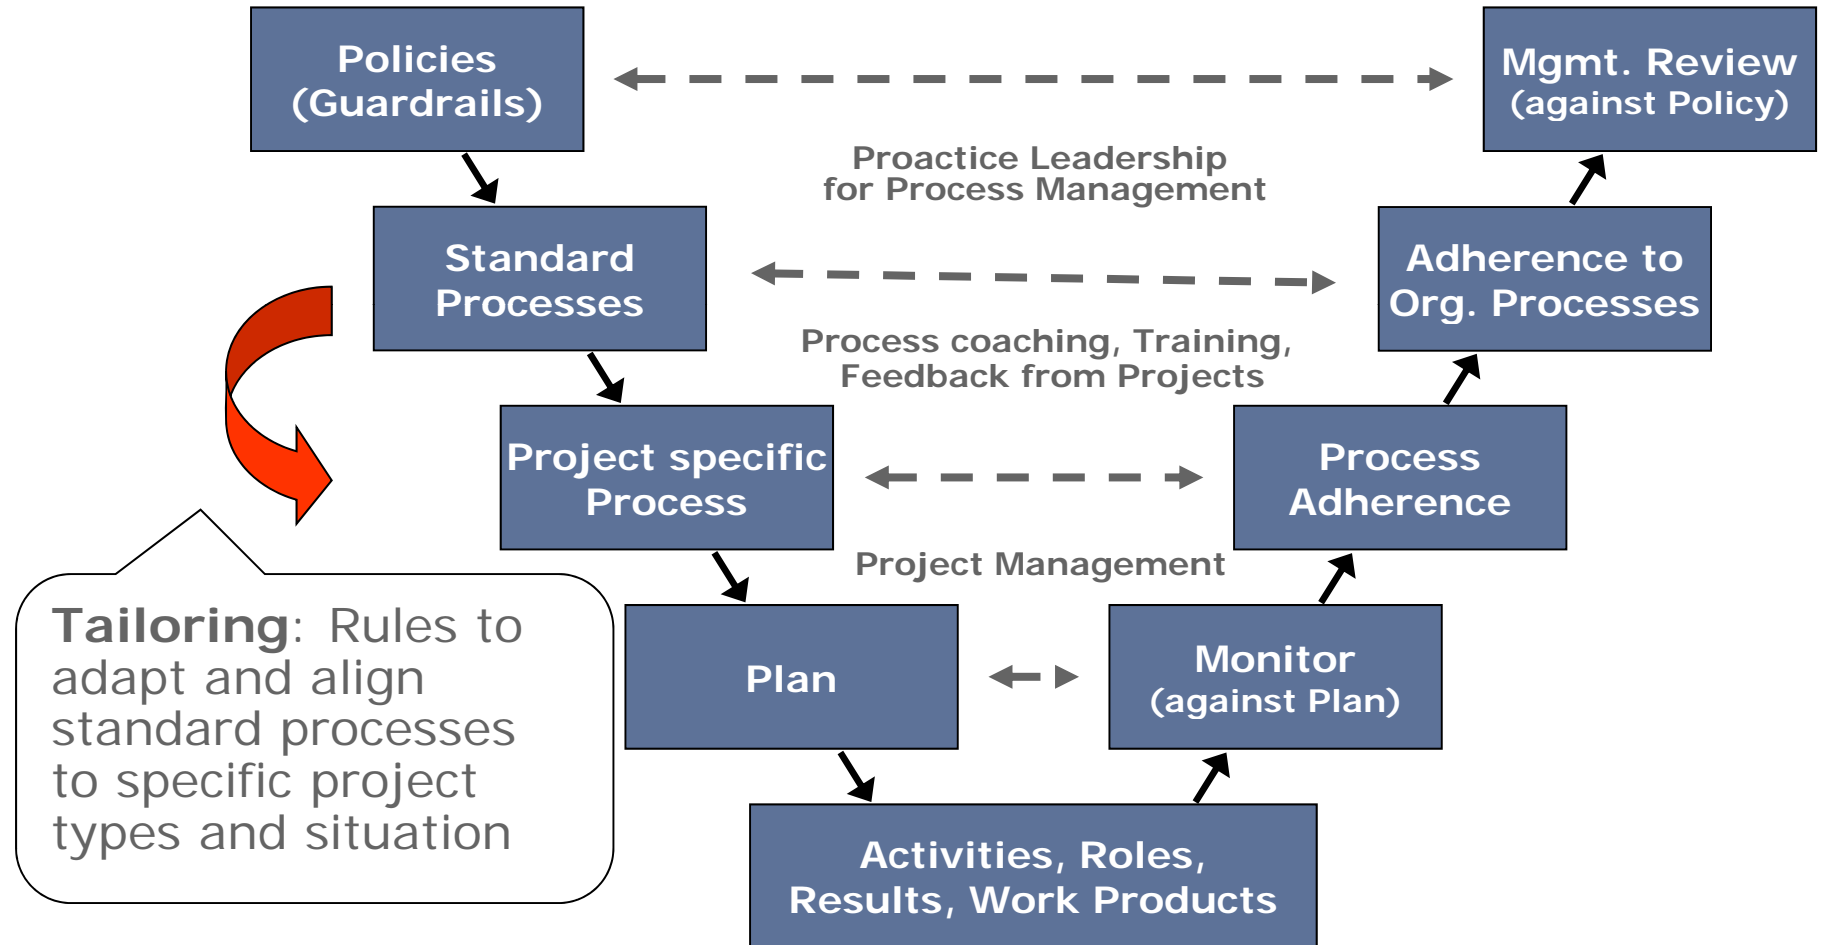 Policies
(Guardrails)
Mgmt. Review
(against Policy)
Proactice Leadership
for Process Management
Standard
Processes
Adherence to
Org. Processes
Process coaching, Training,
Feedback from Projects
Project specific
Process
Process
Adherence
Project Management
Tailoring: Rules to
adapt and align
standard processes
to specific project
types and situation
Plan
Monitor
(against Plan)
Activities, Roles,
Results, Work Products